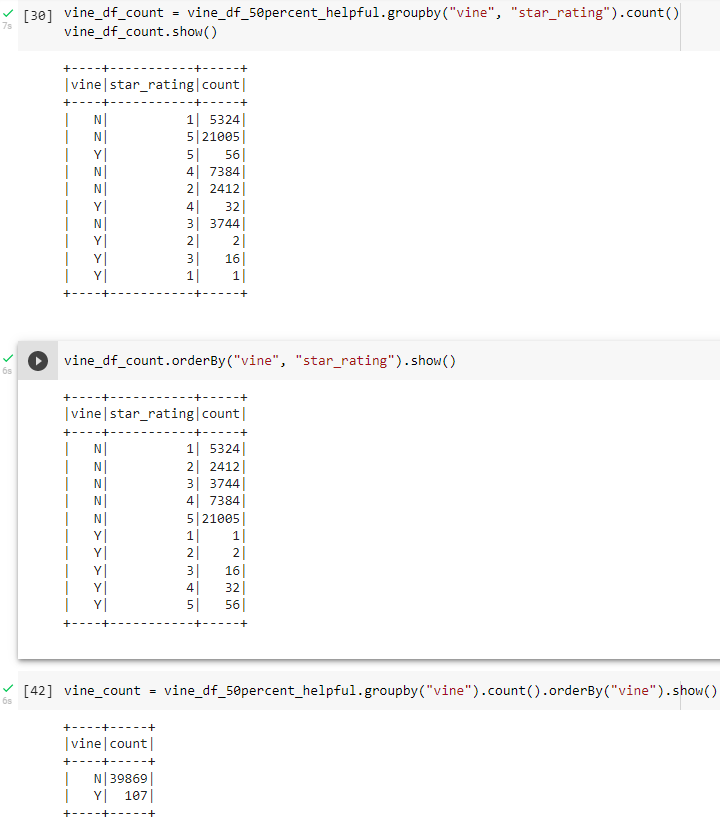 [30] vine_df_count = vine_df_50percent_helpful.groupby("vine", "star_rating").count()
7s
vine_df_count.show()
+----+-----------+-----+
|vine|star_rating|count|
+----+-----------+-----+
|   N|          1| 5324|
|   N|          5|21005|
|   Y|          5|   56|
|   N|          4| 7384|
|   N|          2| 2412|
|   Y|          4|   32|
|   N|          3| 3744|
|   Y|          2|    2|
|   Y|          3|   16|
|   Y|          1|    1|
+----+-----------+-----+
vine_df_count.orderBy("vine", "star_rating").show()
6s
+----+-----------+-----+
|vine|star_rating|count|
+----+-----------+-----+
|   N|          1| 5324|
|   N|          2| 2412|
|   N|          3| 3744|
|   N|          4| 7384|
|   N|          5|21005|
|   Y|          1|    1|
|   Y|          2|    2|
|   Y|          3|   16|
|   Y|          4|   32|
|   Y|          5|   56|
+----+-----------+-----+
[42] vine_count = vine_df_50percent_helpful.groupby("vine").count().orderBy("vine").show()
6s
+----+-----+
|vine|count|
+----+-----+
|   N|39869|
|   Y|  107|
+----+-----+